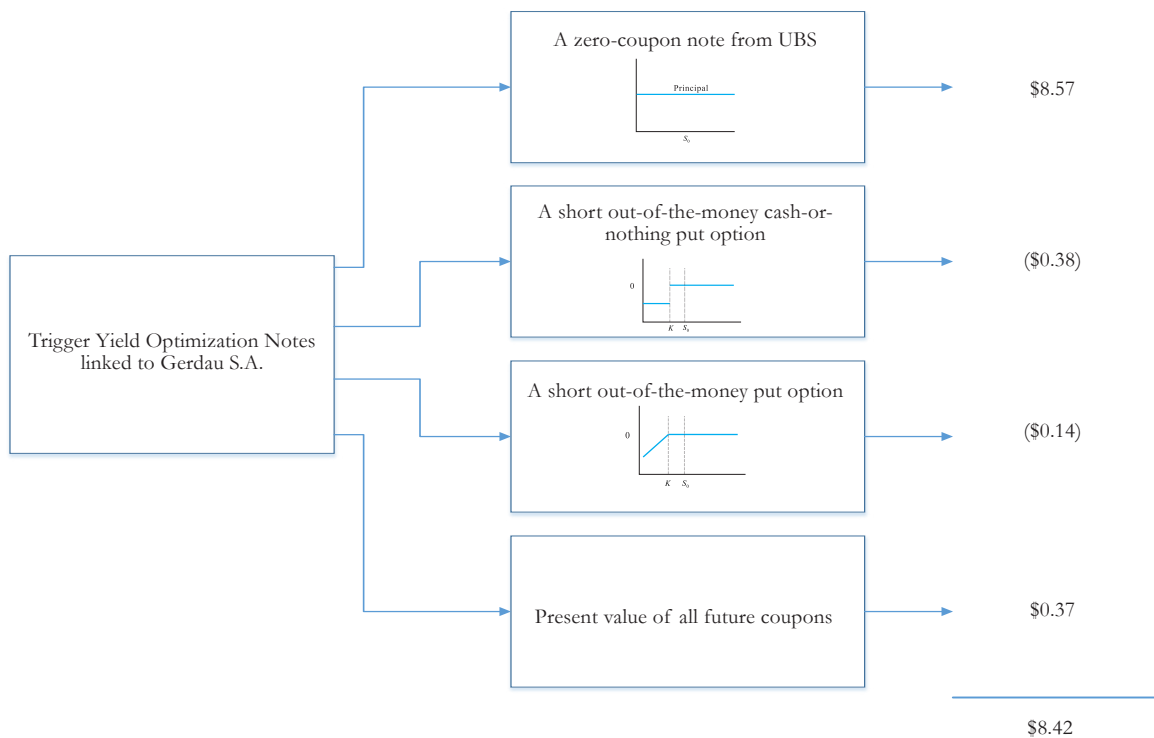 A zero-coupon note from UBS
Principal
S₀
$8.57
A short out-of-the-money cash-or-
nothing put option
0
K
S₀
($0.38)
Trigger Yield Optimization Notes
linked to Gerdau S.A.
A short out-of-the-money put option
0
K
S₀
($0.14)
Present value of all future coupons
$0.37
$8.42